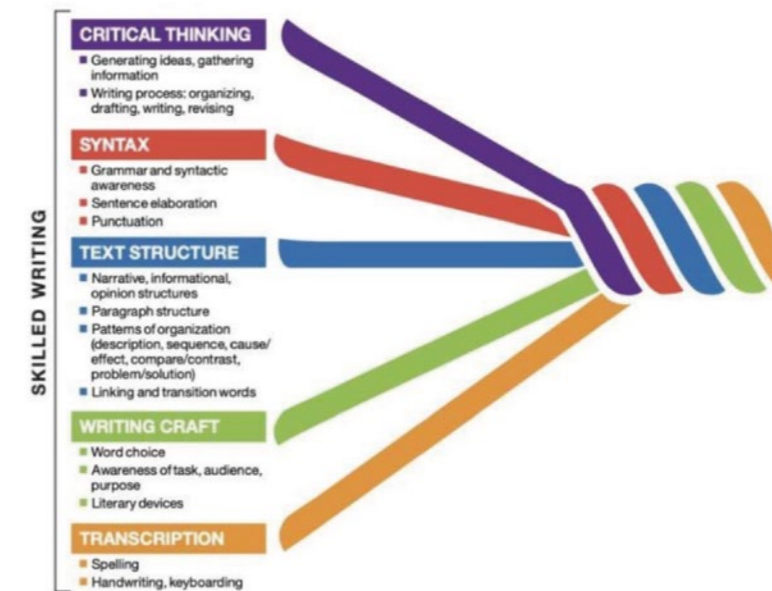 SKILLED WRITING
CRITICAL THINKING
Generating ideas, gathering
information
Writing process: organizing,
drafting, writing, revising
SYNTAX
Grammar and syntactic
awareness
Sentence elaboration
Punctuation
TEXT STRUCTURE
Narrative, informational,
opinion structures
Paragraph structure
Patterns of organization
(description, sequence, cause/
effect, compare/contrast,
problem/solution)
Linking and transition words
WRITING CRAFT
Word choice
Awareness of task, audience,
purpose
Literary devices
TRANSCRIPTION
Spelling
Handwriting, keyboarding